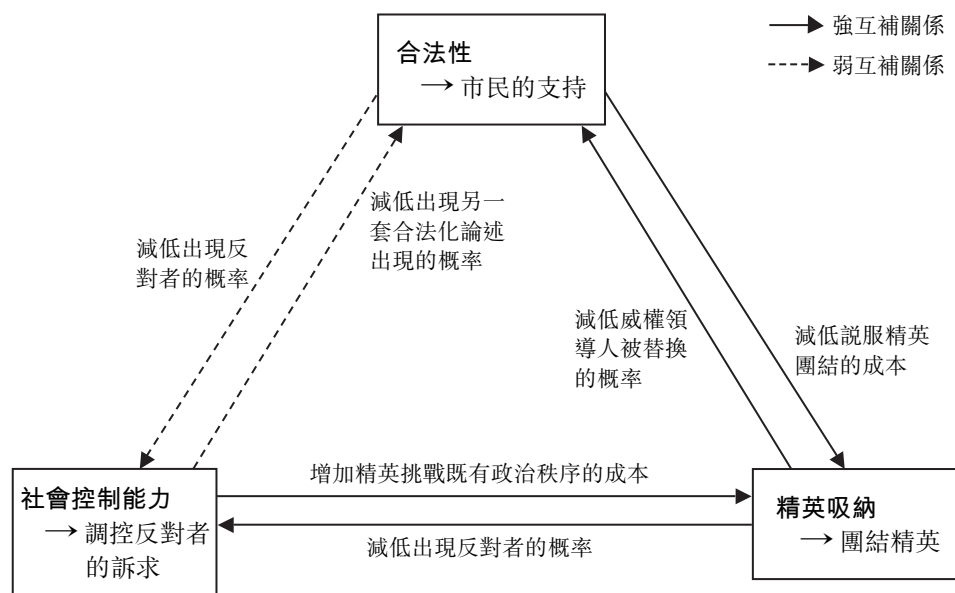 強互補關係
弱互補關係
合法性
→ 市民的支持
減低出現反
對者的概率
減低出現另一
套合法化論述
出現的概率
減低威權領
導人被替換
的概率
減低説服精英
團結的成本
社會控制能力
→ 調控反對者
的訴求
增加精英挑戰既有政治秩序的成本
減低出現反對者的概率
精英吸納
→ 團結精英